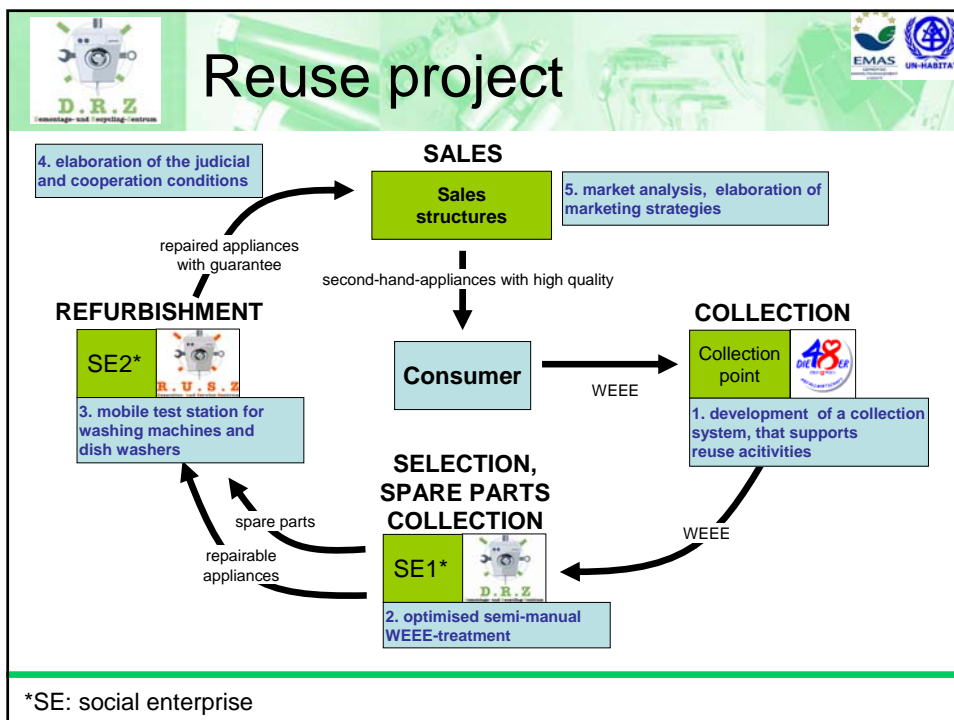 D.R.Z
Demontage- und Recycling-Zentrum
Reuse project
EMAS
UN-HABITAT
4. elaboration of the judicial
and cooperation conditions
SALES
Sales
structures
5. market analysis,  elaboration of
marketing strategies
repaired appliances
with guarantee
second-hand-appliances with high quality
REFURBISHMENT
SE2*
R.U.S.Z
3. mobile test station for
washing machines and
dish washers
Consumer
WEEE
COLLECTION
Collection
point
DIE 48ER
1. development  of a collection
system, that supports
reuse acitivities
WEEE
SELECTION,
SPARE PARTS
COLLECTION
spare parts
repairable
appliances
SE1*
D.R.Z
2. optimised semi-manual
WEEE-treatment
*SE: social enterprise